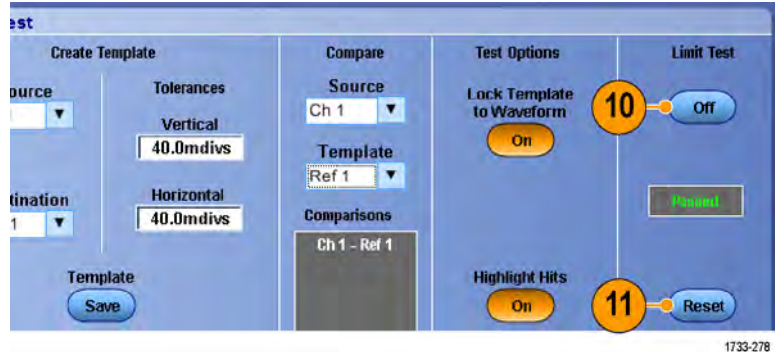 est
Create Template
Compare
Test Options
Limit Test
ource
Tolerances
Source
Lock Template
to Waveform
10
Off
Vertical
Ch 1
On
40.0mdivs
Template
Ref 1
tination
Horizontal
Comparisons
Passed
1
40.0mdivs
Ch 1 - Ref 1
Template
Highlight Hits
Save
On
11
Reset
1733-278